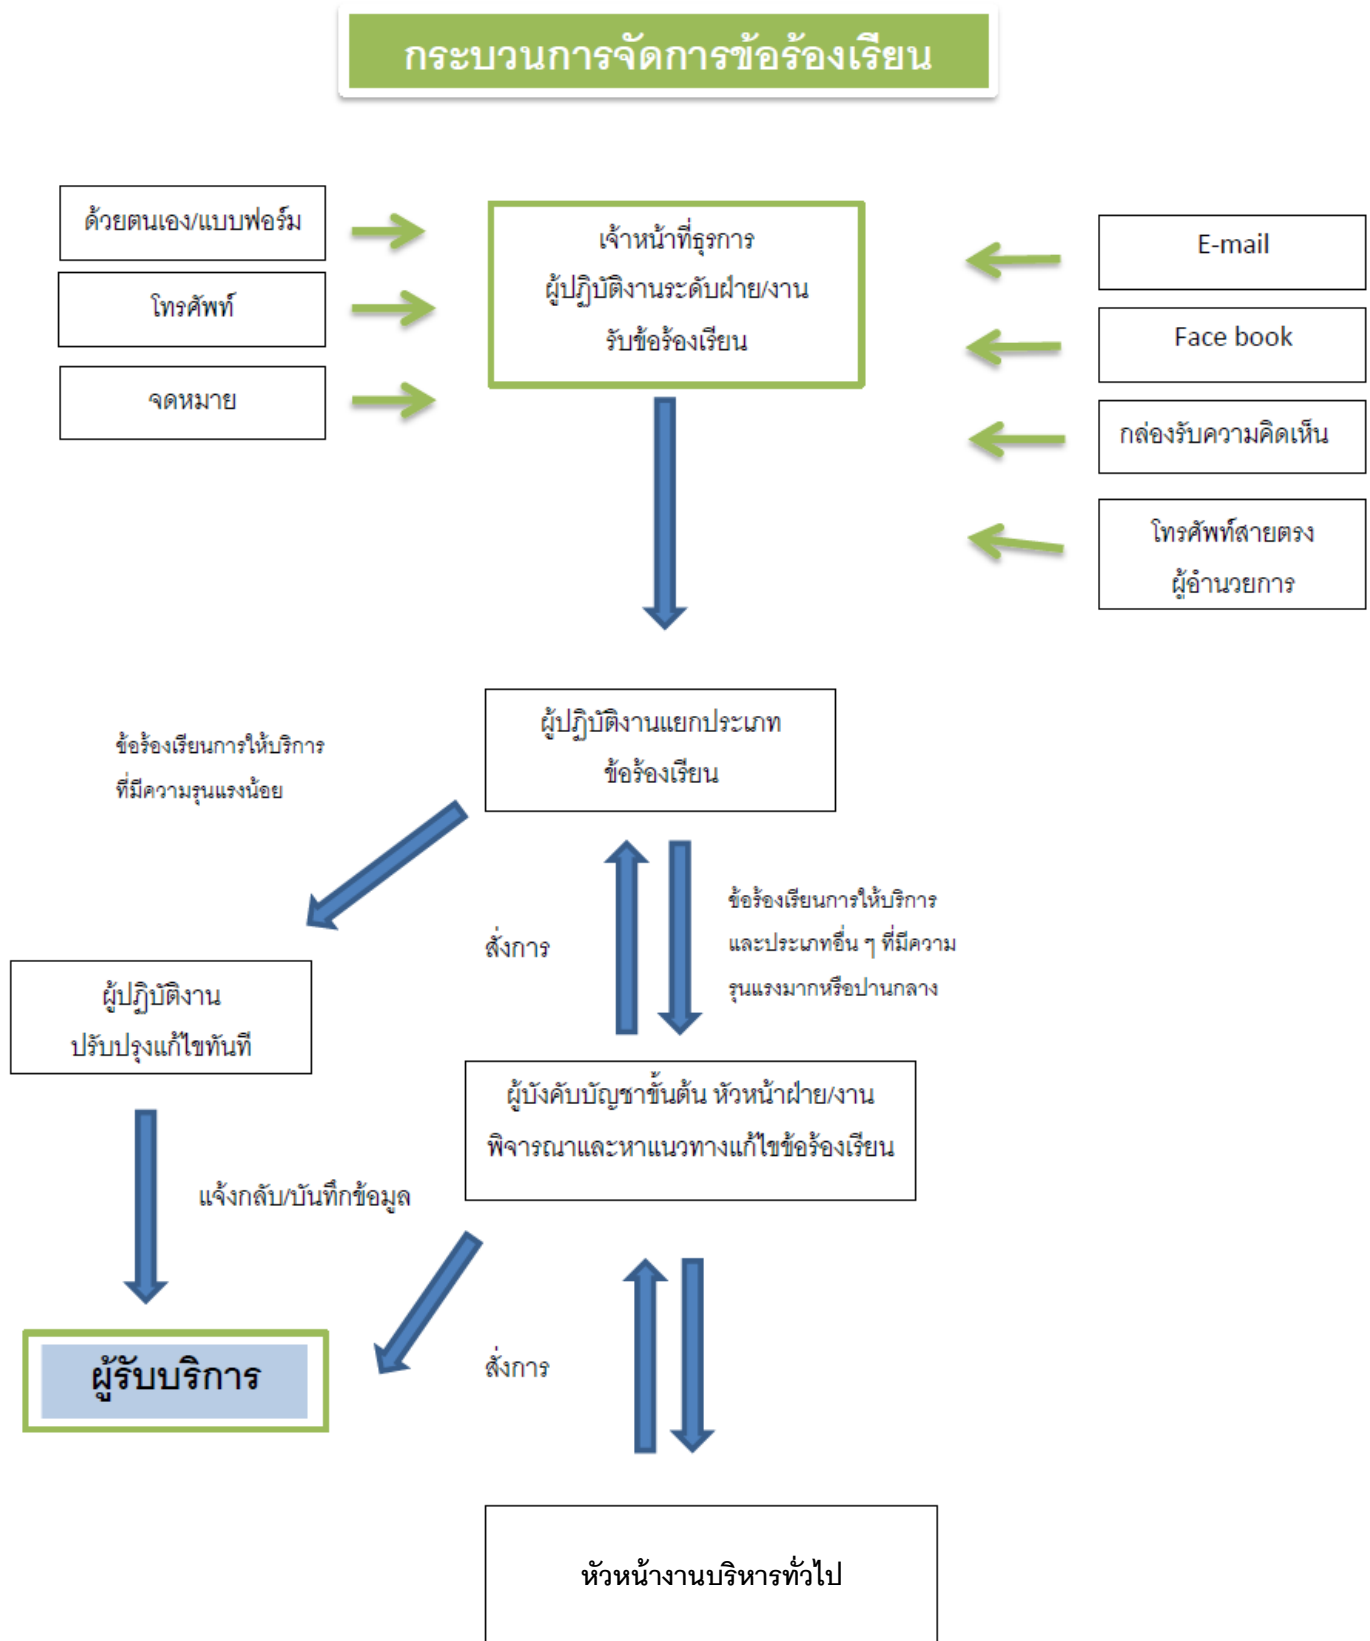 กระบวนการจัดการข้อร้องเรียน
ด้วยตนเอง/แบบฟอร์ม
โทรศัพท์
จดหมาย
เจ้าหน้าที่ธุรการ
ผู้ปฏิบัติงานระดับฝ่าย/งาน
รับข้อร้องเรียน
E-mail
Face book
กล่องรับความคิดเห็น
โทรศัพท์สายตรง
ผู้อำนวยการ
ผู้ปฏิบัติงานแยกประเภท
ข้อร้องเรียน
ข้อร้องเรียนการให้บริการ
ที่มีความรุนแรงน้อย
สั่งการ
ข้อร้องเรียนการให้บริการ
และประเภทอื่น ๆ ที่มีความ
รุนแรงมากหรือปานกลาง
ผู้ปฏิบัติงาน
ปรับปรุงแก้ไขทันที
ผู้บังคับบัญชาขั้นต้น หัวหน้าฝ่าย/งาน
พิจารณาและหาแนวทางแก้ไขข้อร้องเรียน
แจ้งกลับ/บันทึกข้อมูล
ผู้รับบริการ
สั่งการ
หัวหน้างานบริหารทั่วไป